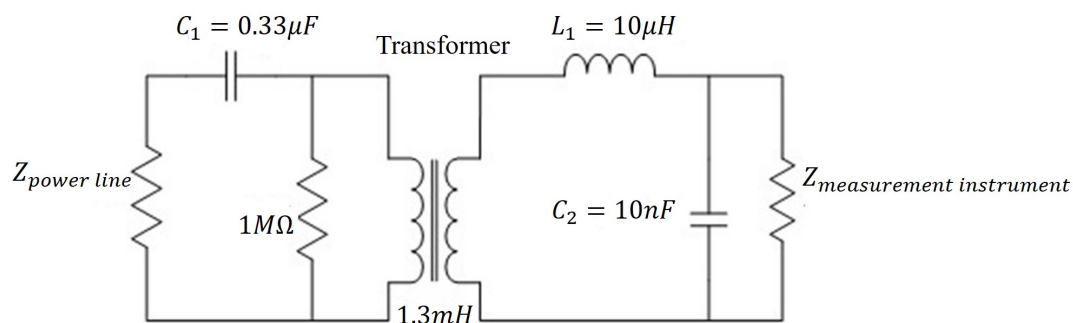 C₁ = 0.33μF
Transformer
L₁ = 10μH
Z_power line
1MΩ
C₂ = 10nF
Z_measurement instrument
1.3mH